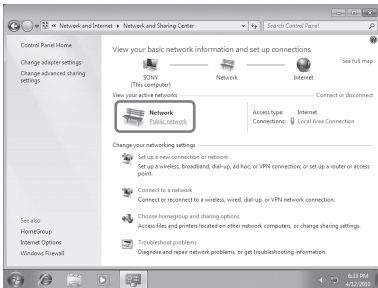 « Network and Internet ▸ Network and Sharing Center
Search Control Panel
Control Panel Home
Change adapter settings
Change advanced sharing
settings
See also
HomeGroup
Internet Options
Windows Firewall
View your basic network information and set up connections
See full map
SONY
(This computer)
Network
Internet
View your active networks
Connect or disconnect
Network
Public network
Access type: Internet
Connections: Local Area Connection
Change your networking settings
Set up a new connection or network
Set up a wireless, broadband, dial-up, ad hoc, or VPN connection; or set up a router or access
point.
Connect to a network
Connect or reconnect to a wireless, wired, dial-up, or VPN network connection.
Choose homegroup and sharing options
Access files and printers located on other network computers, or change sharing settings.
Troubleshoot problems
Diagnose and repair network problems, or get troubleshooting information.
6:33 PM
4/12/2010